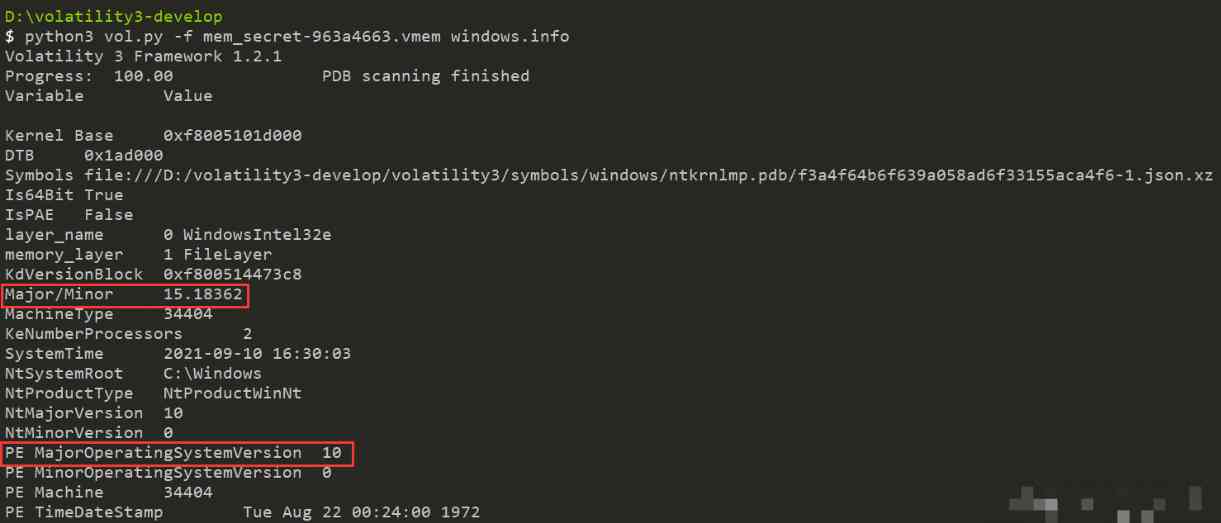 D:\volatility3-develop
$ python3 vol.py -f mem_secret-963a4663.vmem windows.info
Volatility 3 Framework 1.2.1
Progress:  100.00               PDB scanning finished
Variable        Value
Kernel Base     0xf8005101d000
DTB     0x1ad000
Symbols file:///D:/volatility3-develop/volatility3/symbols/windows/ntkrnlmp.pdb/f3a4f64b6f639a058ad6f33155aca4f6-1.json.xz
Is64Bit True
IsPAE   False
layer_name      0 WindowsIntel32e
memory_layer    1 FileLayer
KdVersionBlock  0xf800514473c8
Major/Minor     15.18362
MachineType     34404
KeNumberProcessors      2
SystemTime      2021-09-10 16:30:03
NtSystemRoot    C:\Windows
NtProductType   NtProductWinNt
NtMajorVersion  10
NtMinorVersion  0
PE MajorOperatingSystemVersion  10
PE MinorOperatingSystemVersion  0
PE Machine      34404
PE TimeDateStamp        Tue Aug 22 00:24:00 1972